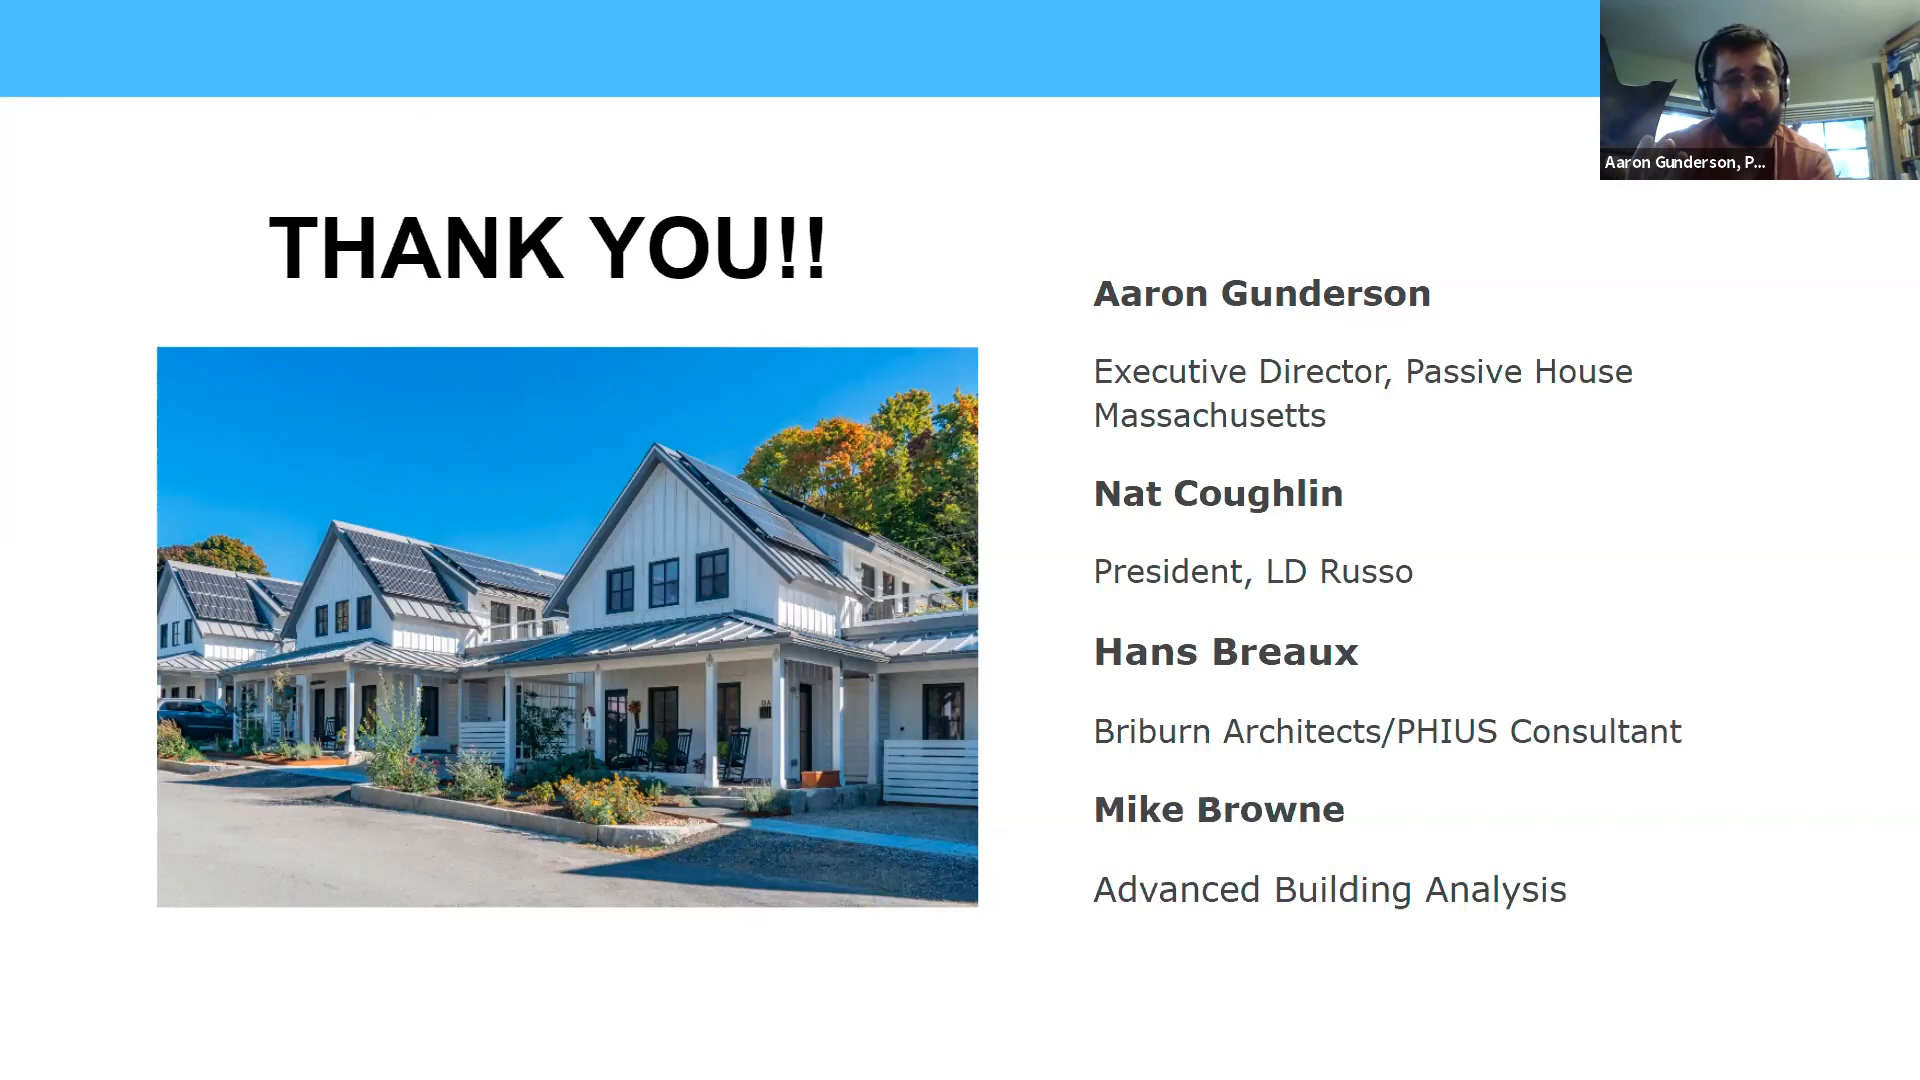 Aaron Gunderson, P...
THANK YOU!!
Aaron Gunderson
Executive Director, Passive House
Massachusetts
Nat Coughlin
President, LD Russo
Hans Breaux
Briburn Architects/PHIUS Consultant
Mike Browne
Advanced Building Analysis